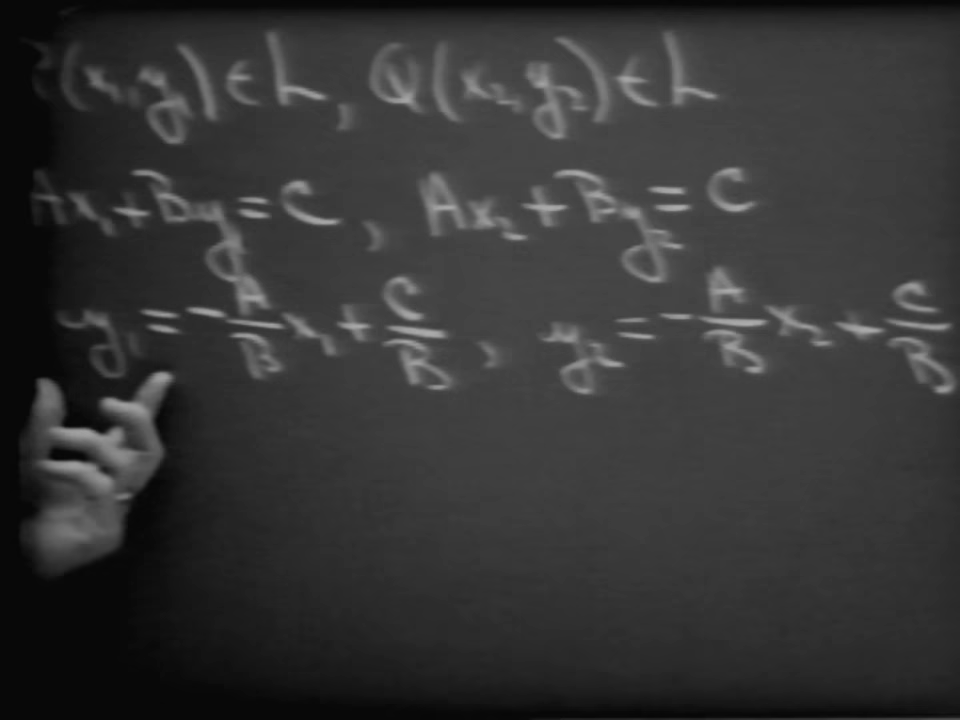 P(x₁,y₁) ∈ L, Q(x₂,y₂) ∈ L
Ax₁+By₁=C, Ax₂+By₂=C
y₁=-A/B x₁+C/B, y₂=-A/B x₂+C/B